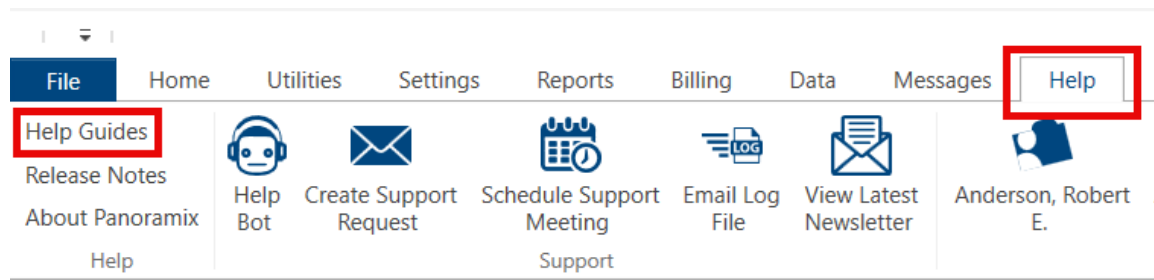 File Home Utilities Settings Reports Billing Data Messages Help
Help Guides
Release Notes
About Panoramix
Help
Help
Bot
Create Support
Request
Schedule Support
Meeting
LOG
Email Log
File
View Latest
Newsletter
Support
Anderson, Robert
E.